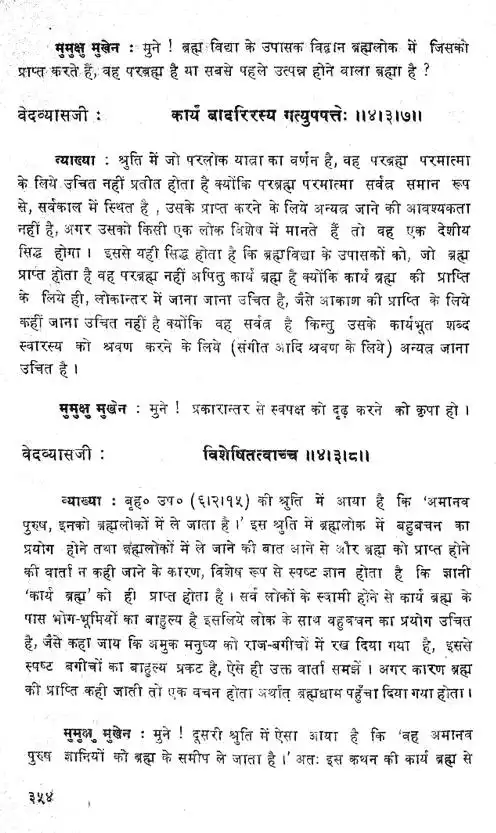 मुमुक्षु मुखेन : मुने ! ब्रह्म विद्या के उपासक विद्वान ब्रह्मलोक में जिसको
प्राप्त करते हैं, वह परब्रह्म है या सबसे पहले उत्पन्न होने वाला ब्रह्मा है ?
वेदव्यासजी : कार्यं बादरिरस्य गत्युपपत्तेः ॥४।३।७॥
व्याख्या : श्रुति में जो परलोक यात्रा का वर्णन है, वह परब्रह्म परमात्मा
के लिये उचित नहीं प्रतीत होता है क्योंकि परब्रह्म परमात्मा सर्वत्र समान रूप
से, सर्वकाल में स्थित है , उसके प्राप्त करने के लिये अन्यत्र जाने की आवश्यकता
नहीं है, अगर उसको किसी एक लोक विशेष में मानते हैं तो वह एक देशीय
सिद्ध होगा । इससे यही सिद्ध होता है कि ब्रह्मविद्या के उपासकों को, जो ब्रह्म
प्राप्त होता है वह परब्रह्म नहीं अपितु कार्य ब्रह्म है क्योंकि कार्य ब्रह्म की प्राप्ति
के लिये ही, लोकान्तर में जाना जाना उचित है, जैसे आकाश की प्राप्ति के लिये
कहीं जाना उचित नहीं है क्योंकि वह सर्वत्र है किन्तु उसके कार्यभूत शब्द
स्वारस्य को श्रवण करने के लिये (संगीत आदि श्रवण के लिये) अन्यत्र जाना
उचित है ।
मुमुक्षु मुखेन : मुने ! प्रकारान्तर से स्वपक्ष को दृढ़ करने को कृपा हो ।
वेदव्यासजी : विशेषितत्वाच्च ॥४।३।८॥
व्याख्या : बृह० उप० (६।२।१५) की श्रुति में आया है कि 'अमानव
पुरुष, इनको ब्रह्मलोकों में ले जाता है ।' इस श्रुति में ब्रह्मलोक में बहुबचन का
प्रयोग होने तथा ब्रह्मलोकों में ले जाने की बात आने से और ब्रह्म को प्राप्त होने
की वार्ता न कही जाने के कारण, विशेष रूप से स्पष्ट ज्ञान होता है कि ज्ञानी
'कार्य ब्रह्म' को ही प्राप्त होता है । सर्व लोकों के स्वामी होने से कार्य ब्रह्म के
पास भोग-भूमियों का बाहुल्य है इसलिये लोक के साथ वहुबचन का प्रयोग उचित
है, जैसे कहा जाय कि अमुक मनुष्य को राज-बगीचों में रख दिया गया है, इससे
स्पष्ट बगीचों का बाहुल्य प्रकट है, ऐसे ही उक्त वार्ता समझें । अगर कारण ब्रह्म
की प्राप्ति कही जाती तो एक वचन होता अर्थात् ब्रह्मधाम पहुँचा दिया गया होता।
मुमुक्षु मुखेन : मुने ! दूसरी श्रुति में ऐसा आया है कि 'वह अमानव
पुरुष ज्ञानियों को ब्रह्म के समीप ले जाता है ।' अतः इस कथन की कार्य ब्रह्म से
३५४